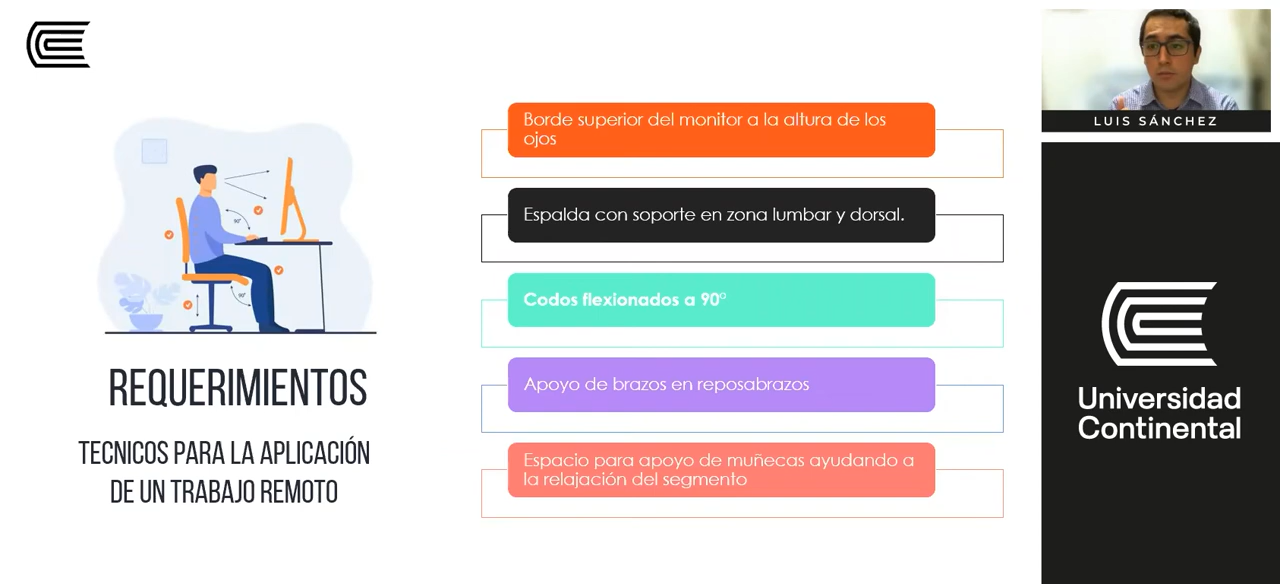 REQUERIMIENTOS
TECNICOS PARA LA APLICACIÓN
DE UN TRABAJO REMOTO
90°
90°
Borde superior del monitor a la altura de los
ojos
Espalda con soporte en zona lumbar y dorsal.
Codos flexionados a 90°
Apoyo de brazos en reposabrazos
Espacio para apoyo de muñecas ayudando a
la relajación del segmento
LUIS SÁNCHEZ
Universidad
Continental